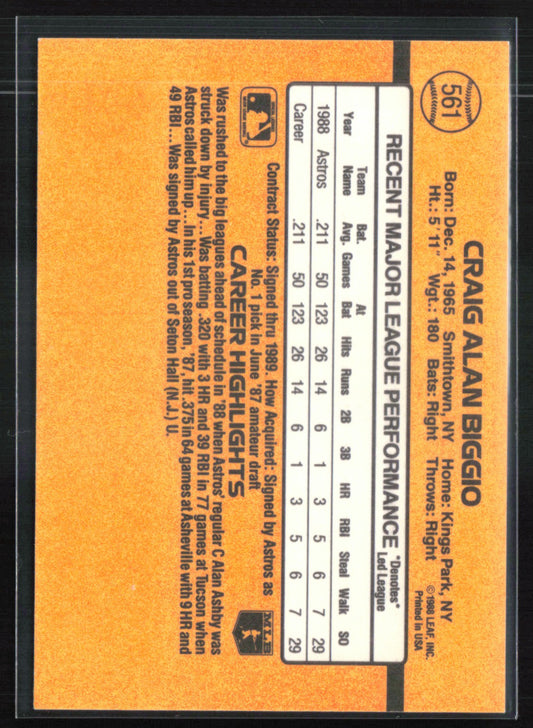 561
CRAIG ALAN BIGGIO
Born: Dec. 14, 1965 Smithtown, NY Home: Kings Park, NY
Ht.: 5'11" Wgt.: 180 Bats: Right Throws: Right
© 1988 LEAF, INC.
Printed in USA
RECENT MAJOR LEAGUE PERFORMANCE
*Denotes*
Led League
Year Team Name Bat. Avg. Games At Bat Hits Runs 2B 3B HR RBI Steal Walk SO
1988 Astros .211 50 123 26 14 6 1 3 5 6 7 29
Career .211 50 123 26 14 6 1 3 5 6 7 29
Contract Status: Signed thru 1989. How Acquired: Signed by Astros as
No. 1 pick in June '87 amateur draft
CAREER HIGHLIGHTS
MLB
Was rushed to the big leagues ahead of schedule in '88 when Astros' regular C Alan Ashby was
struck down by injury... Was batting .320 with 3 HR and 39 RBI in 77 games at Tucson when
Astros called him up... In his 1st pro season, '87, hit .375 in 64 games at Asheville with 9 HR and
49 RBI... Was signed by Astros out of Seton Hall (N.J.) U.